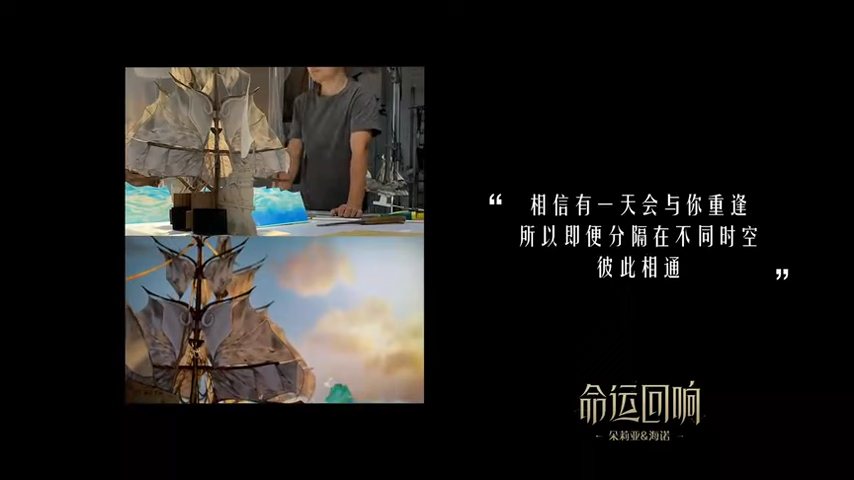 “ 相信有一天会与你重逢
所以即便分隔在不同时空
彼此相通 ”
命运回响
朵莉亚&海诺